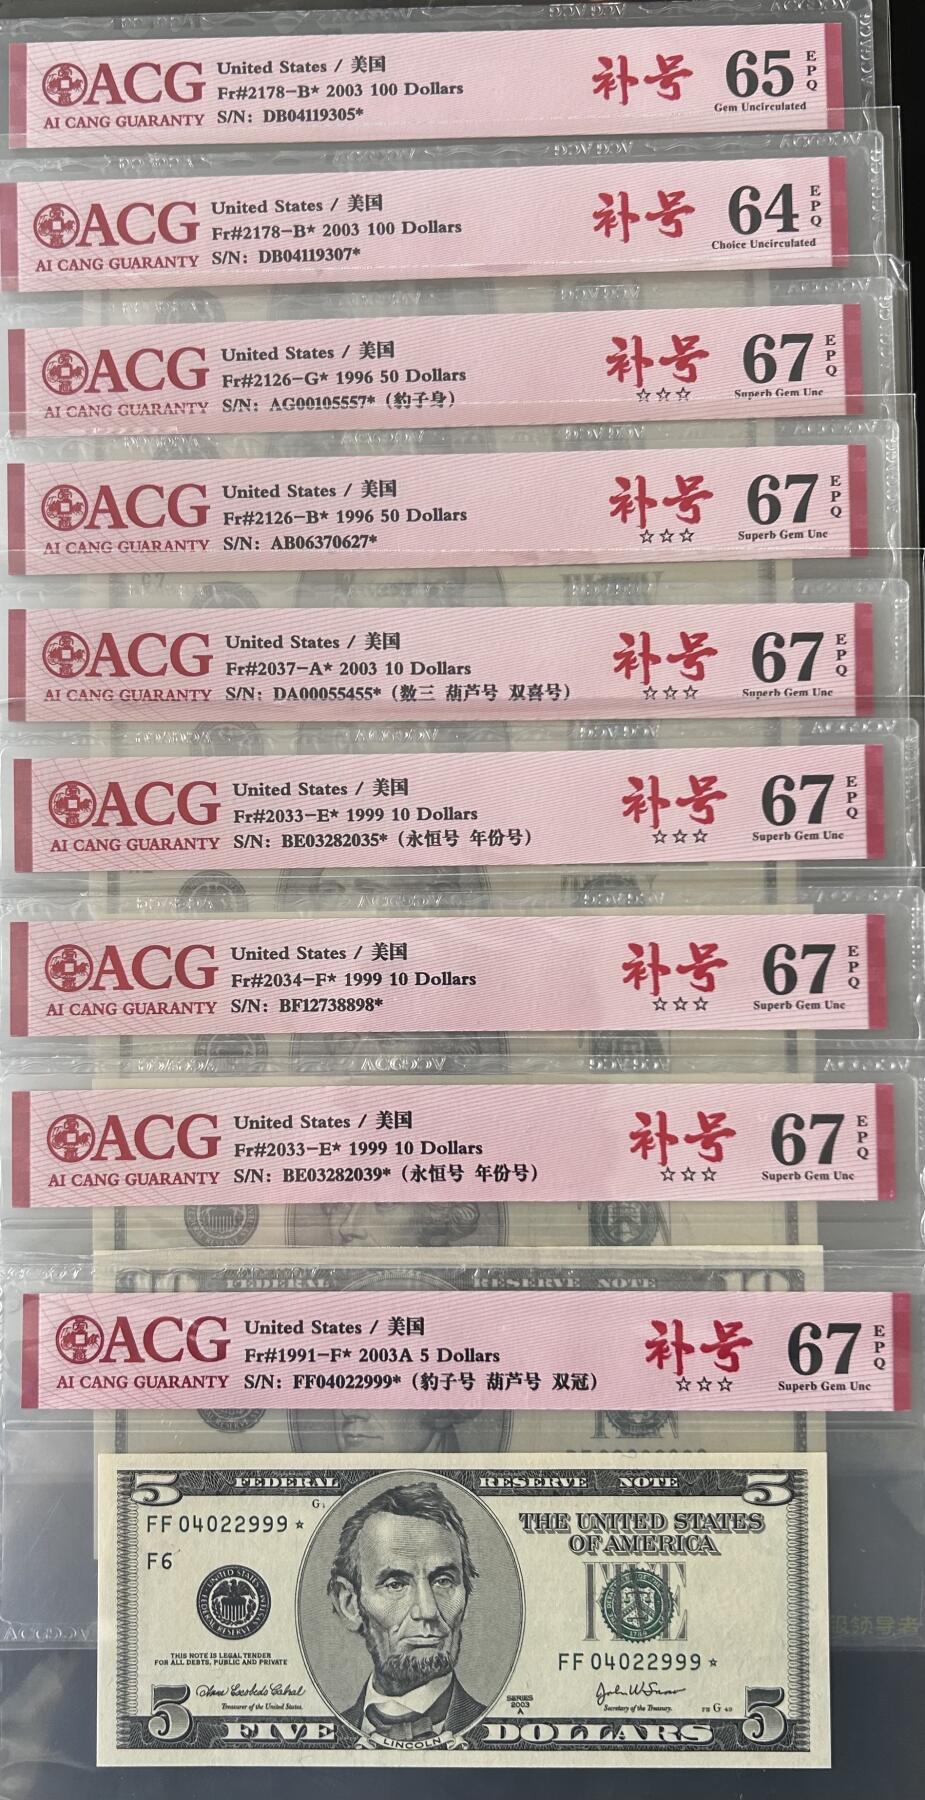 ACG
AI CANG GUARANTY
United States / 美国
Fr#2178-B* 2003 100 Dollars
S/N: DB04119305*
补号
65
EPQ
Gem Uncirculated
ACG
AI CANG GUARANTY
United States / 美国
Fr#2178-B* 2003 100 Dollars
S/N: DB04119307*
补号
64
EPQ
Choice Uncirculated
ACG
AI CANG GUARANTY
United States / 美国
Fr#2126-G* 1996 50 Dollars
S/N: AG00105557* (豹子身)
补号
☆☆☆
67
EPQ
Superb Gem Unc
ACG
AI CANG GUARANTY
United States / 美国
Fr#2126-B* 1996 50 Dollars
S/N: AB06370627*
补号
☆☆☆
67
EPQ
Superb Gem Unc
ACG
AI CANG GUARANTY
United States / 美国
Fr#2037-A* 2003 10 Dollars
S/N: DA00055455* (数三 葫芦号 双喜号)
补号
☆☆☆
67
EPQ
Superb Gem Unc
ACG
AI CANG GUARANTY
United States / 美国
Fr#2033-E* 1999 10 Dollars
S/N: BE03282035* (永恒号 年份号)
补号
☆☆☆
67
EPQ
Superb Gem Unc
ACG
AI CANG GUARANTY
United States / 美国
Fr#2034-F* 1999 10 Dollars
S/N: BF12738898*
补号
☆☆☆
67
EPQ
Superb Gem Unc
ACG
AI CANG GUARANTY
United States / 美国
Fr#2033-E* 1999 10 Dollars
S/N: BE03282039* (永恒号 年份号)
补号
☆☆☆
67
EPQ
Superb Gem Unc
10 FEDERAL RESERVE NOTE 10
ACG
AI CANG GUARANTY
United States / 美国
Fr#1991-F* 2003A 5 Dollars
S/N: FF04022999* (豹子号 葫芦号 双冠)
补号
☆☆☆
67
EPQ
Superb Gem Unc
5 FEDERAL RESERVE NOTE 5
FF 04022999 ★
F6
THE UNITED STATES
OF AMERICA
FIVE
级领导者
FF 04022999 ★
THIS NOTE IS LEGAL TENDER
FOR ALL DEBTS, PUBLIC AND PRIVATE
Treasurer of the United States.
SERIES
2003
A
Secretary of the Treasury.
5 FIVE DOLLARS 5
LINCOLN